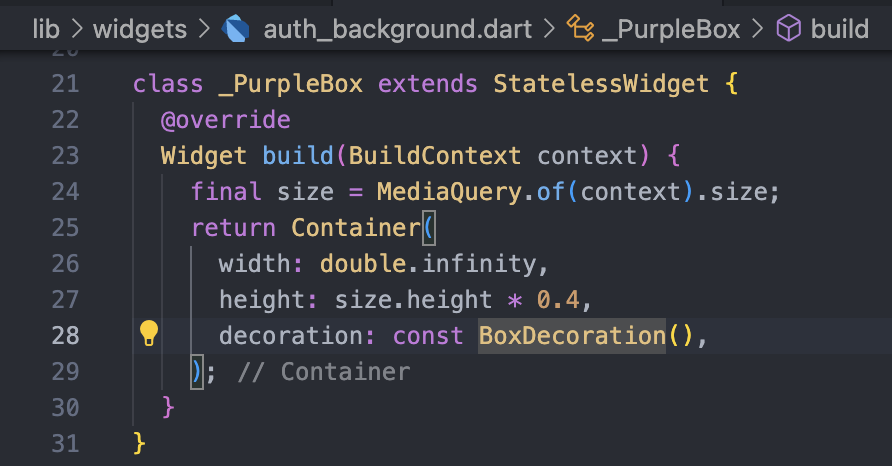 lib > widgets > auth_background.dart > _PurpleBox > build
20
21 class _PurpleBox extends StatelessWidget {
22   @override
23   Widget build(BuildContext context) {
24     final size = MediaQuery.of(context).size;
25     return Container(
26       width: double.infinity,
27       height: size.height * 0.4,
28       decoration: const BoxDecoration(),
29     ); // Container
30   }
31 }